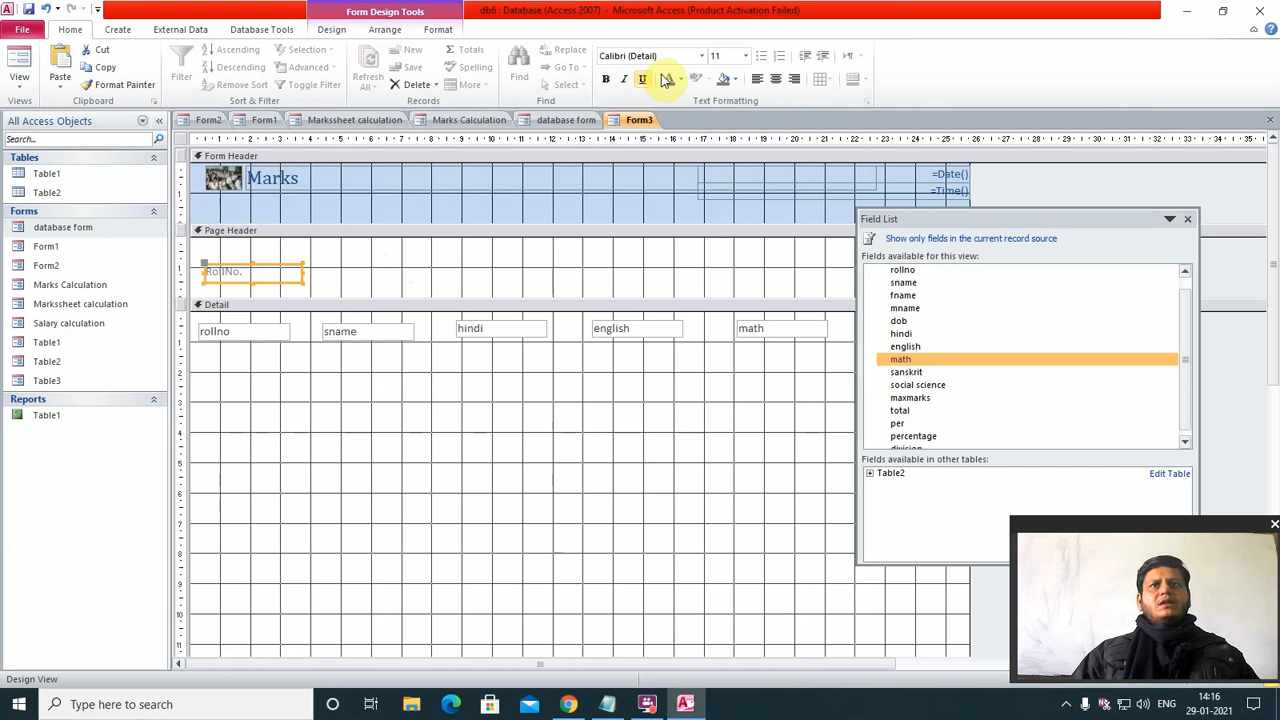 Form Design Tools
db6 : Database (Access 2007) - Microsoft Access (Product Activation Failed)
File
Home
Create
External Data
Database Tools
Design
Arrange
Format
View
Views
Paste
Cut
Copy
Format Painter
Clipboard
Filter
Ascending
Descending
Remove Sort
Selection
Advanced
Toggle Filter
Sort & Filter
Refresh All
New
Save
Delete
Totals
Spelling
More
Records
Find
Replace
Go To
Select
Find
Calibri (Detail)
11
B I U
Text Formatting
All Access Objects
Search...
Tables
Table1
Table2
Forms
database form
Form1
Form2
Marks Calculation
Markssheet calculation
Salary calculation
Table1
Table2
Table3
Reports
Table1
Form2
Form1
Markssheet calculation
Marks Calculation
database form
Form3
Form Header
Marks
=Date()
=Time()
Page Header
RollNo.
Detail
rollno
sname
hindi
english
math
Field List
Show only fields in the current record source
Fields available for this view:
rollno
sname
fname
mname
dob
hindi
english
math
sanskrit
social science
maxmarks
total
per
percentage
division
Fields available in other tables:
Table2
Edit Table
Design View
Type here to search
ENG
14:16
29-01-2021